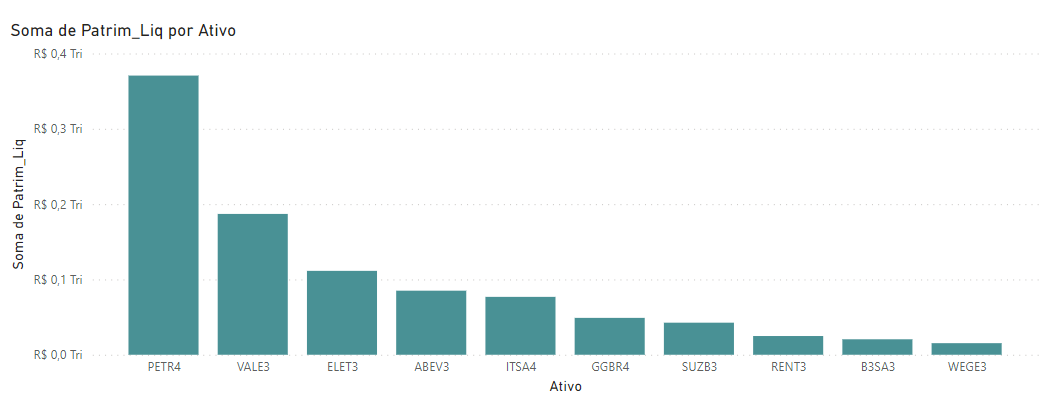 Soma de Patrim_Liq por Ativo
R$ 0,4 Tri
R$ 0,3 Tri
R$ 0,2 Tri
R$ 0,1 Tri
R$ 0,0 Tri
Soma de Patrim_Liq
PETR4 VALE3 ELET3 ABEV3 ITSA4 GGBR4 SUZB3 RENT3 B3SA3 WEGE3
Ativo